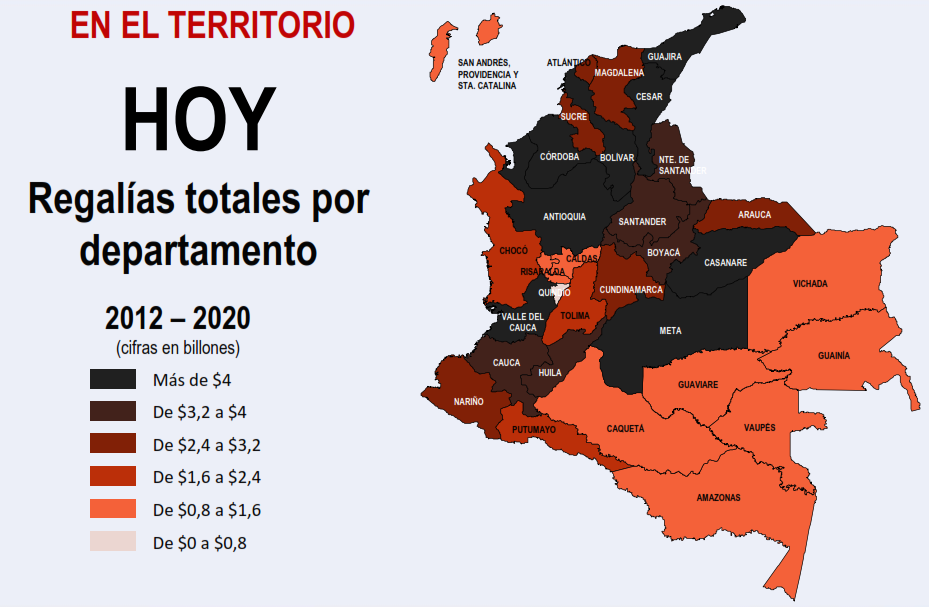 EN EL TERRITORIO
HOY
Regalías totales por
departamento
2012 – 2020
(cifras en billones)
Más de $4
De $3,2 a $4
De $2,4 a $3,2
De $1,6 a $2,4
De $0,8 a $1,6
De $0 a $0,8
SAN ANDRÉS,
PROVIDENCIA Y
STA. CATALINA
ATLÁNTICO
GUAJIRA
MAGDALENA
CESAR
SUCRE
CÓRDOBA
BOLÍVAR
NTE. DE
SANTANDER
ANTIOQUIA
SANTANDER
ARAUCA
CHOCÓ
CALDAS
BOYACÁ
CASANARE
RISARALDA
QUINDIO
CUNDINAMARCA
VICHADA
VALLE DEL
CAUCA
TOLIMA
META
GUAINÍA
CAUCA
HUILA
GUAVIARE
NARIÑO
PUTUMAYO
CAQUETÁ
VAUPÉS
AMAZONAS